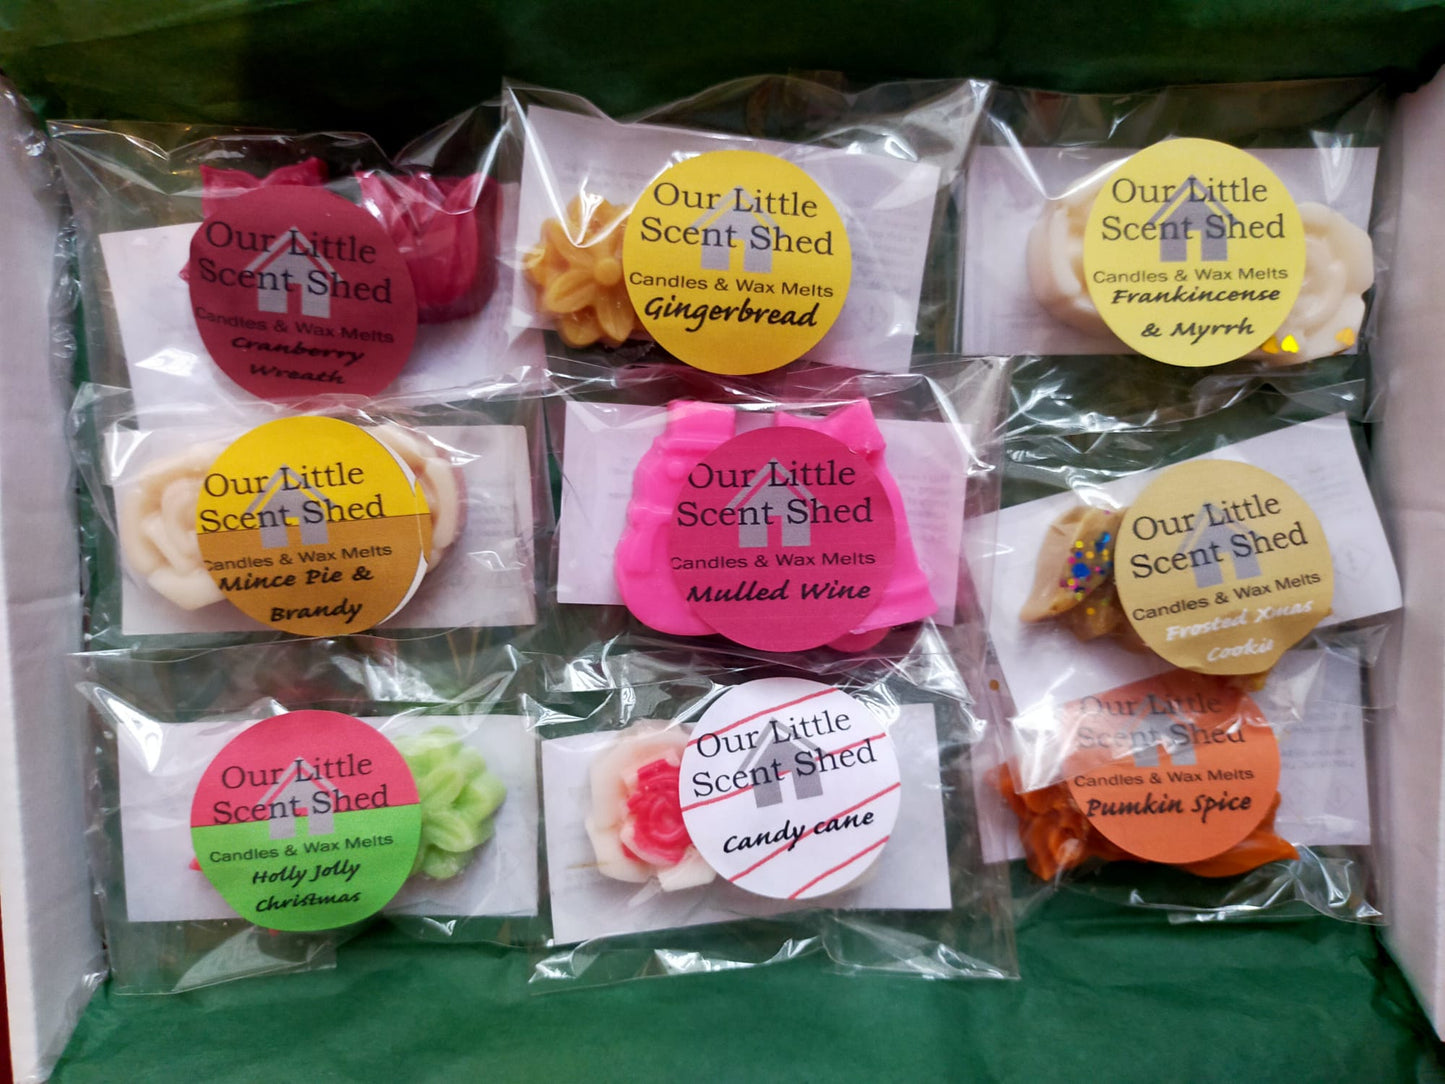 Our Little
Scent Shed
Candles & Wax Melts
Cranberry
Wreath
Our Little
Scent Shed
Candles & Wax Melts
Gingerbread
Our Little
Scent Shed
Candles & Wax Melts
Frankincense
& Myrrh
Our Little
Scent Shed
Candles & Wax Melts
Mince Pie &
Brandy
Our Little
Scent Shed
Candles & Wax Melts
Mulled Wine
Our Little
Scent Shed
Candles & Wax Melts
Frosted Xmas
Cookie
Our Little
Scent Shed
Candles & Wax Melts
Holly Jolly
Christmas
Our Little
Scent Shed
Candy cane
Our Little
Scent Shed
Candles & Wax Melts
Pumkin Spice